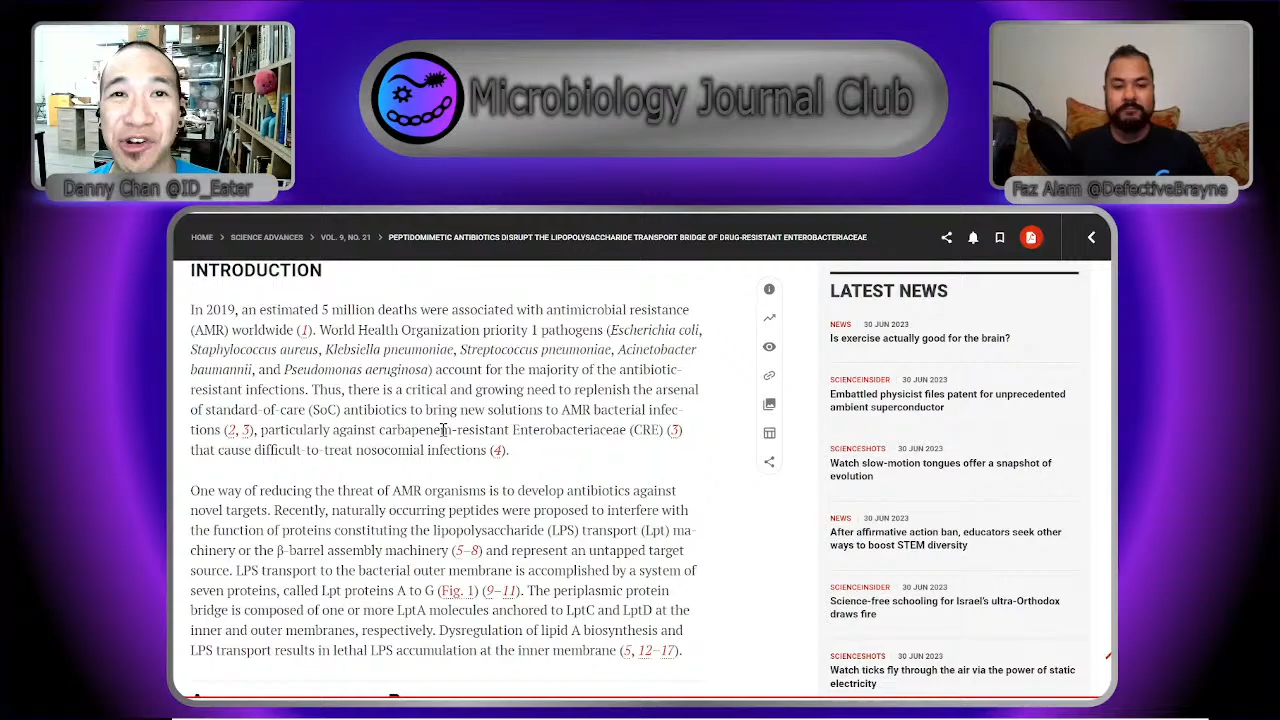 Microbiology Journal Club
Danny Chan @ID_Eater
Faz Alam @DefectiveBrayne
HOME > SCIENCE ADVANCES > VOL. 9, NO. 21 > PEPTIDOMIMETIC ANTIBIOTICS DISRUPT THE LIPOPOLYSACCHARIDE TRANSPORT BRIDGE OF DRUG-RESISTANT ENTEROBACTERIACEAE
INTRODUCTION
In 2019, an estimated 5 million deaths were associated with antimicrobial resistance
(AMR) worldwide (1). World Health Organization priority 1 pathogens (Escherichia coli,
Staphylococcus aureus, Klebsiella pneumoniae, Streptococcus pneumoniae, Acinetobacter
baumannii, and Pseudomonas aeruginosa) account for the majority of the antibiotic-
resistant infections. Thus, there is a critical and growing need to replenish the arsenal
of standard-of-care (SoC) antibiotics to bring new solutions to AMR bacterial infec-
tions (2, 3), particularly against carbapenem-resistant Enterobacteriaceae (CRE) (3)
that cause difficult-to-treat nosocomial infections (4).
One way of reducing the threat of AMR organisms is to develop antibiotics against
novel targets. Recently, naturally occurring peptides were proposed to interfere with
the function of proteins constituting the lipopolysaccharide (LPS) transport (Lpt) ma-
chinery or the β-barrel assembly machinery (5–8) and represent an untapped target
source. LPS transport to the bacterial outer membrane is accomplished by a system of
seven proteins, called Lpt proteins A to G (Fig. 1) (9–11). The periplasmic protein
bridge is composed of one or more LptA molecules anchored to LptC and LptD at the
inner and outer membranes, respectively. Dysregulation of lipid A biosynthesis and
LPS transport results in lethal LPS accumulation at the inner membrane (5, 12–17).
LATEST NEWS
NEWS 30 JUN 2023
Is exercise actually good for the brain?
SCIENCEINSIDER 30 JUN 2023
Embattled physicist files patent for unprecedented
ambient superconductor
SCIENCESHOTS 30 JUN 2023
Watch slow-motion tongues offer a snapshot of
evolution
NEWS 30 JUN 2023
After affirmative action ban, educators seek other
ways to boost STEM diversity
SCIENCEINSIDER 30 JUN 2023
Science-free schooling for Israel's ultra-Orthodox
draws fire
SCIENCESHOTS 30 JUN 2023
Watch ticks fly through the air via the power of static
electricity